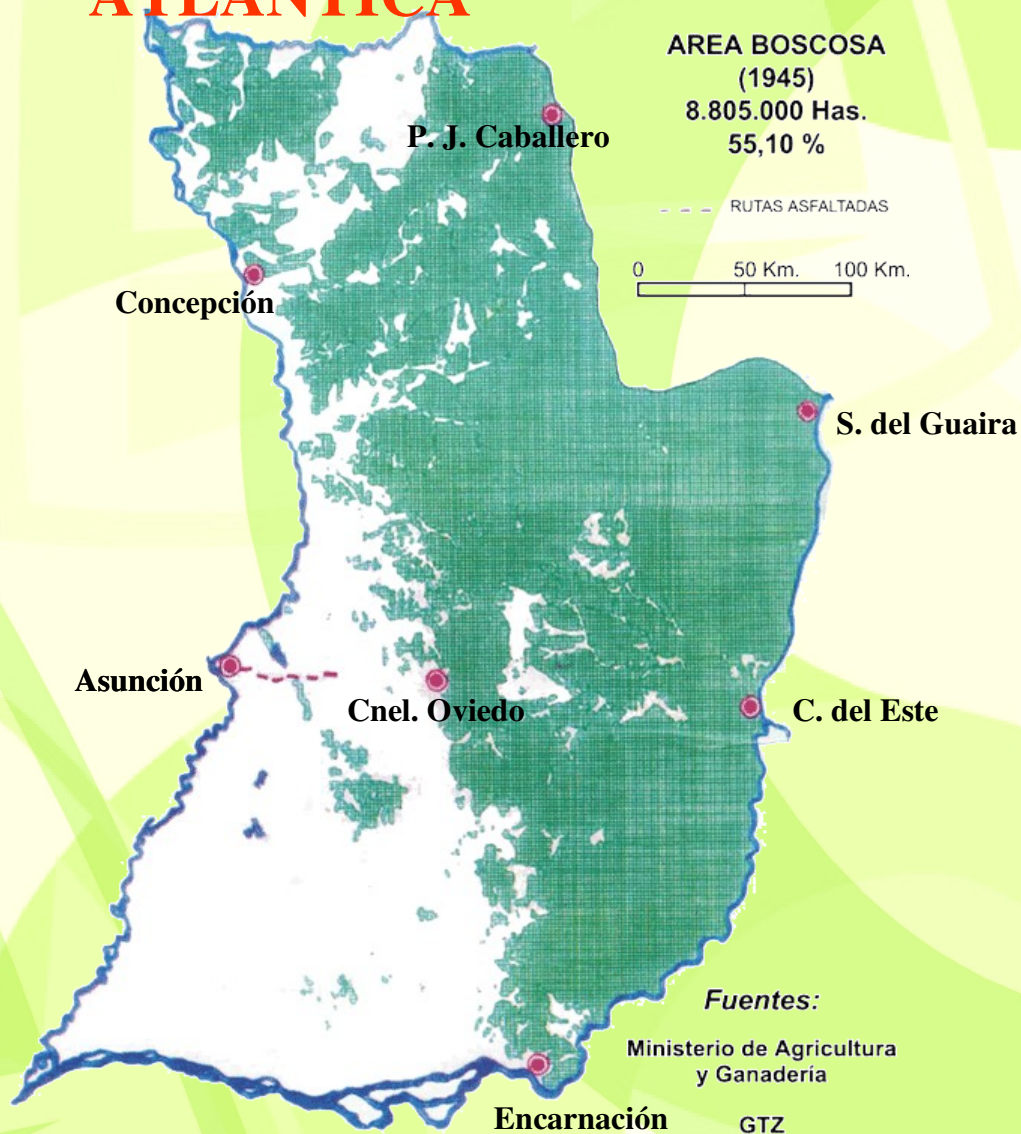 ATLANTICA
AREA BOSCOSA
(1945)
8.805.000 Has.
55,10 %
P. J. Caballero
RUTAS ASFALTADAS
0 50 Km. 100 Km.
Concepción
S. del Guaira
Asunción
Cnel. Oviedo
C. del Este
Fuentes:
Ministerio de Agricultura
y Ganadería
Encarnación
GTZ